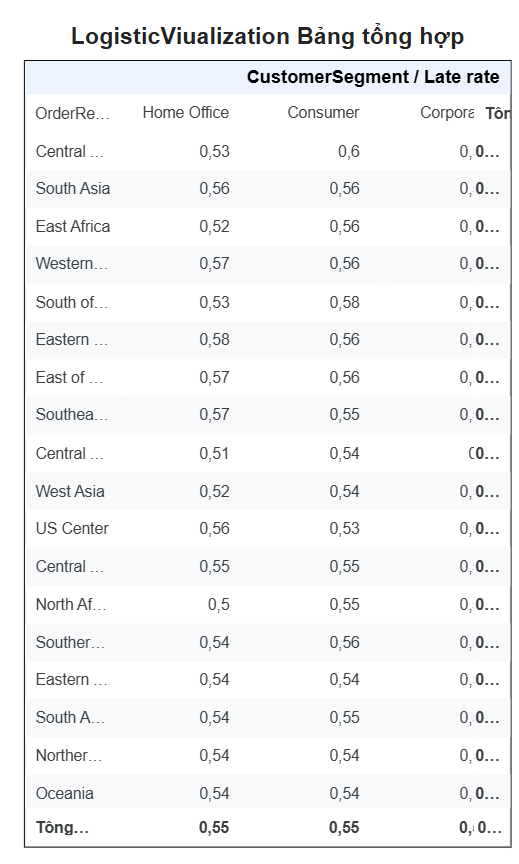 LogisticViualization Bảng tổng hợp
CustomerSegment / Late rate
OrderRe… Home Office Consumer Corpora Tôn
Central … 0,53 0,6 0, 0…
South Asia 0,56 0,56 0, 0…
East Africa 0,52 0,56 0, 0…
Western… 0,57 0,56 0, 0…
South of… 0,53 0,58 0, 0…
Eastern … 0,58 0,56 0, 0…
East of … 0,57 0,56 0, 0…
Southea… 0,57 0,55 0, 0…
Central … 0,51 0,54 0…
West Asia 0,52 0,54 0, 0…
US Center 0,56 0,53 0, 0…
Central … 0,55 0,55 0, 0…
North Af… 0,5 0,55 0, 0…
Souther… 0,54 0,56 0, 0…
Eastern … 0,54 0,54 0, 0…
South A… 0,54 0,55 0, 0…
Norther… 0,54 0,54 0, 0…
Oceania 0,54 0,54 0, 0…
Tông… 0,55 0,55 0, 0…